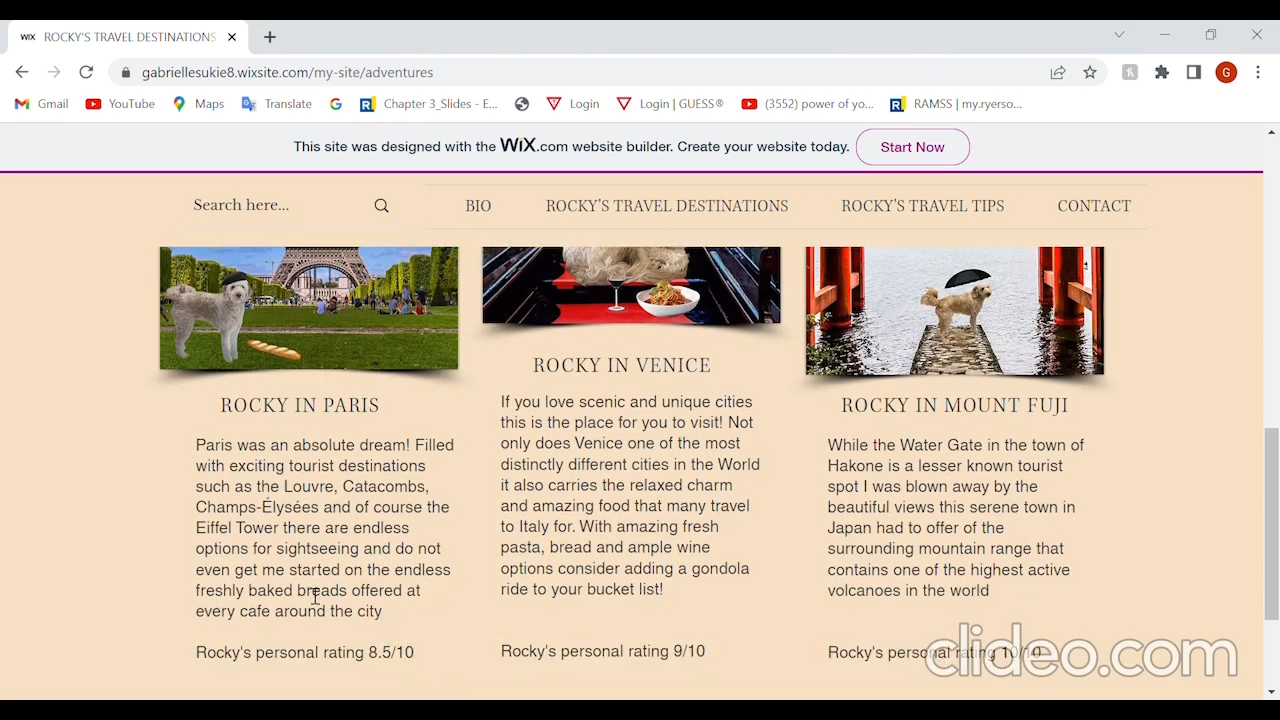 WIX ROCKY'S TRAVEL DESTINATIONS
gabriellesukie8.wixsite.com/my-site/adventures
G
Gmail YouTube Maps Translate G Chapter 3_Slides - E... Login Login | GUESS® (3552) power of yo... RAMSS | my.ryerso...
This site was designed with the WiX.com website builder. Create your website today. Start Now
Search here... BIO ROCKY'S TRAVEL DESTINATIONS ROCKY'S TRAVEL TIPS CONTACT
ROCKY IN PARIS
Paris was an absolute dream! Filled
with exciting tourist destinations
such as the Louvre, Catacombs,
Champs-Élysées and of course the
Eiffel Tower there are endless
options for sightseeing and do not
even get me started on the endless
freshly baked breads offered at
every cafe around the city
Rocky's personal rating 8.5/10
ROCKY IN VENICE
If you love scenic and unique cities
this is the place for you to visit! Not
only does Venice one of the most
distinctly different cities in the World
it also carries the relaxed charm
and amazing food that many travel
to Italy for. With amazing fresh
pasta, bread and ample wine
options consider adding a gondola
ride to your bucket list!
Rocky's personal rating 9/10
ROCKY IN MOUNT FUJI
While the Water Gate in the town of
Hakone is a lesser known tourist
spot I was blown away by the
beautiful views this serene town in
Japan had to offer of the
surrounding mountain range that
contains one of the highest active
volcanoes in the world
Rocky's personal rating 10/10
clideo.com